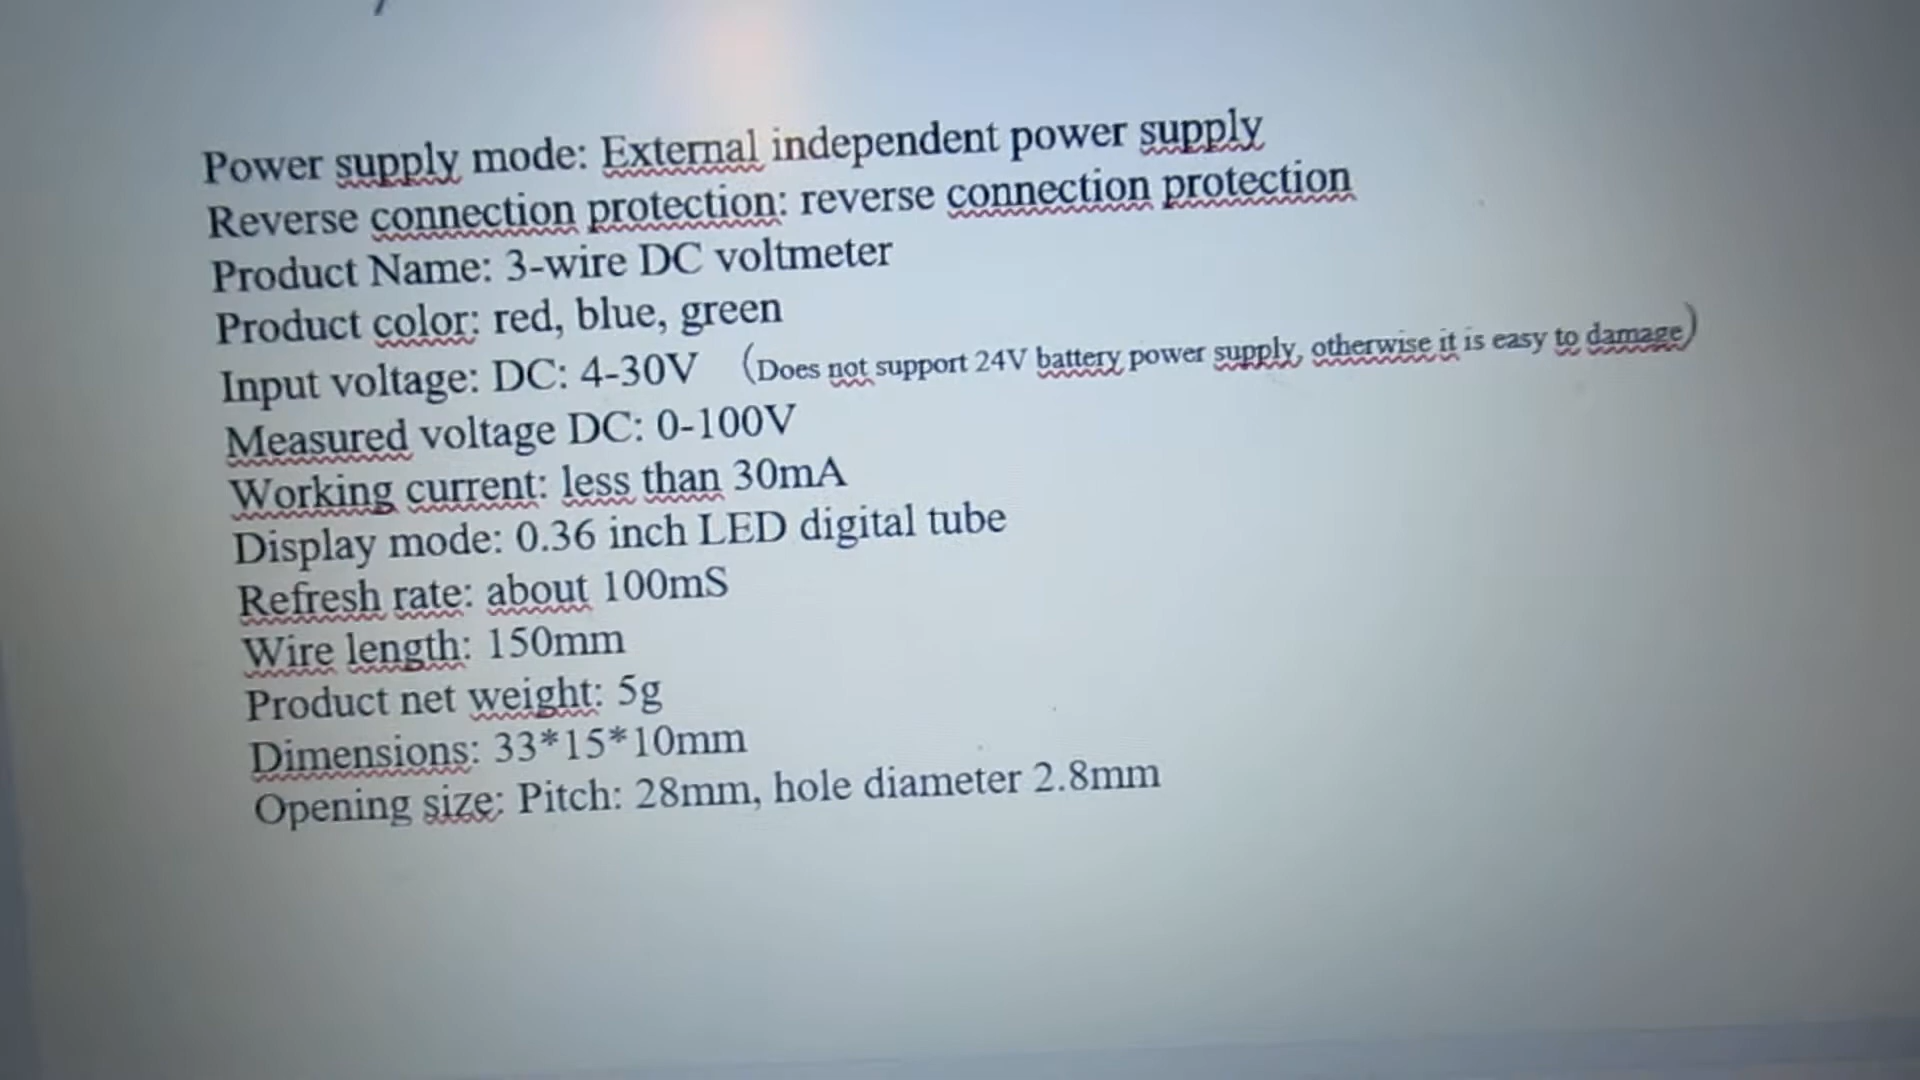 Power supply mode: External independent power supply
Reverse connection protection: reverse connection protection
Product Name: 3-wire DC voltmeter
Product color: red, blue, green
Input voltage: DC: 4-30V (Does not support 24V battery power supply, otherwise it is easy to damage)
Measured voltage DC: 0-100V
Working current: less than 30mA
Display mode: 0.36 inch LED digital tube
Refresh rate: about 100mS
Wire length: 150mm
Product net weight: 5g
Dimensions: 33*15*10mm
Opening size: Pitch: 28mm, hole diameter 2.8mm